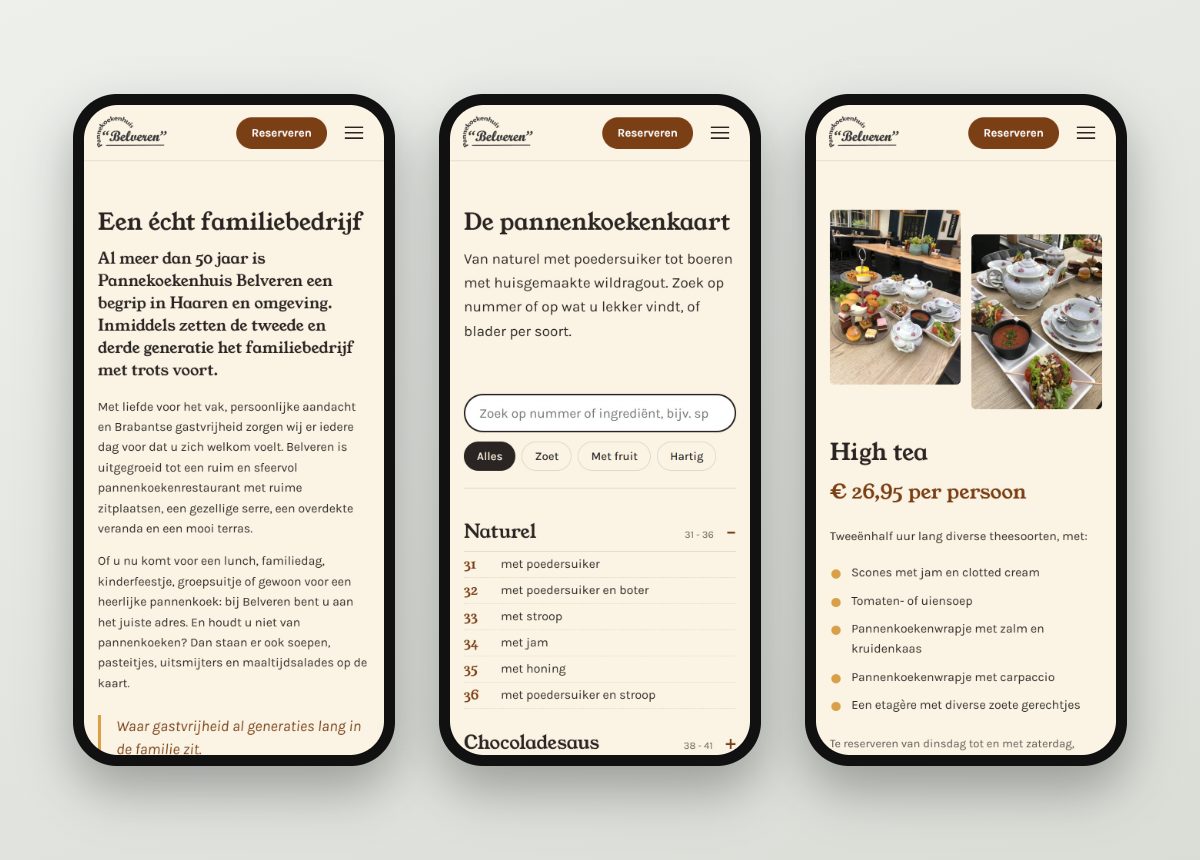 Pannekoekenhuis
"Belveren"
Reserveren
Een écht familiebedrijf
Al meer dan 50 jaar is
Pannekoekenhuis Belveren een
begrip in Haaren en omgeving.
Inmiddels zetten de tweede en
derde generatie het familiebedrijf
met trots voort.
Met liefde voor het vak, persoonlijke aandacht
en Brabantse gastvrijheid zorgen wij er iedere
dag voor dat u zich welkom voelt. Belveren is
uitgegroeid tot een ruim en sfeervol
pannenkoekenrestaurant met ruime
zitplaatsen, een gezellige serre, een overdekte
veranda en een mooi terras.
Of u nu komt voor een lunch, familiedag,
kinderfeestje, groepsuitje of gewoon voor een
heerlijke pannenkoek: bij Belveren bent u aan
het juiste adres. En houdt u niet van
pannenkoeken? Dan staan er ook soepen,
pasteitjes, uitsmijters en maaltijdsalades op de
kaart.
Waar gastvrijheid al generaties lang in
de familie zit.
Pannekoekenhuis
"Belveren"
Reserveren
De pannenkoekenkaart
Van naturel met poedersuiker tot boeren
met huisgemaakte wildragout. Zoek op
nummer of op wat u lekker vindt, of
blader per soort.
Zoek op nummer of ingrediënt, bijv. sp
Alles Zoet Met fruit Hartig
Naturel 31 - 36 −
31 met poedersuiker
32 met poedersuiker en boter
33 met stroop
34 met jam
35 met honing
36 met poedersuiker en stroop
Chocoladesaus 38 - 41 +
Pannekoekenhuis
"Belveren"
Reserveren
High tea
€ 26,95 per persoon
Tweeënhalf uur lang diverse theesoorten, met:
Scones met jam en clotted cream
Tomaten- of uiensoep
Pannenkoekenwrapje met zalm en
kruidenkaas
Pannenkoekenwrapje met carpaccio
Een etagère met diverse zoete gerechtjes
Te reserveren van dinsdag tot en met zaterdag,